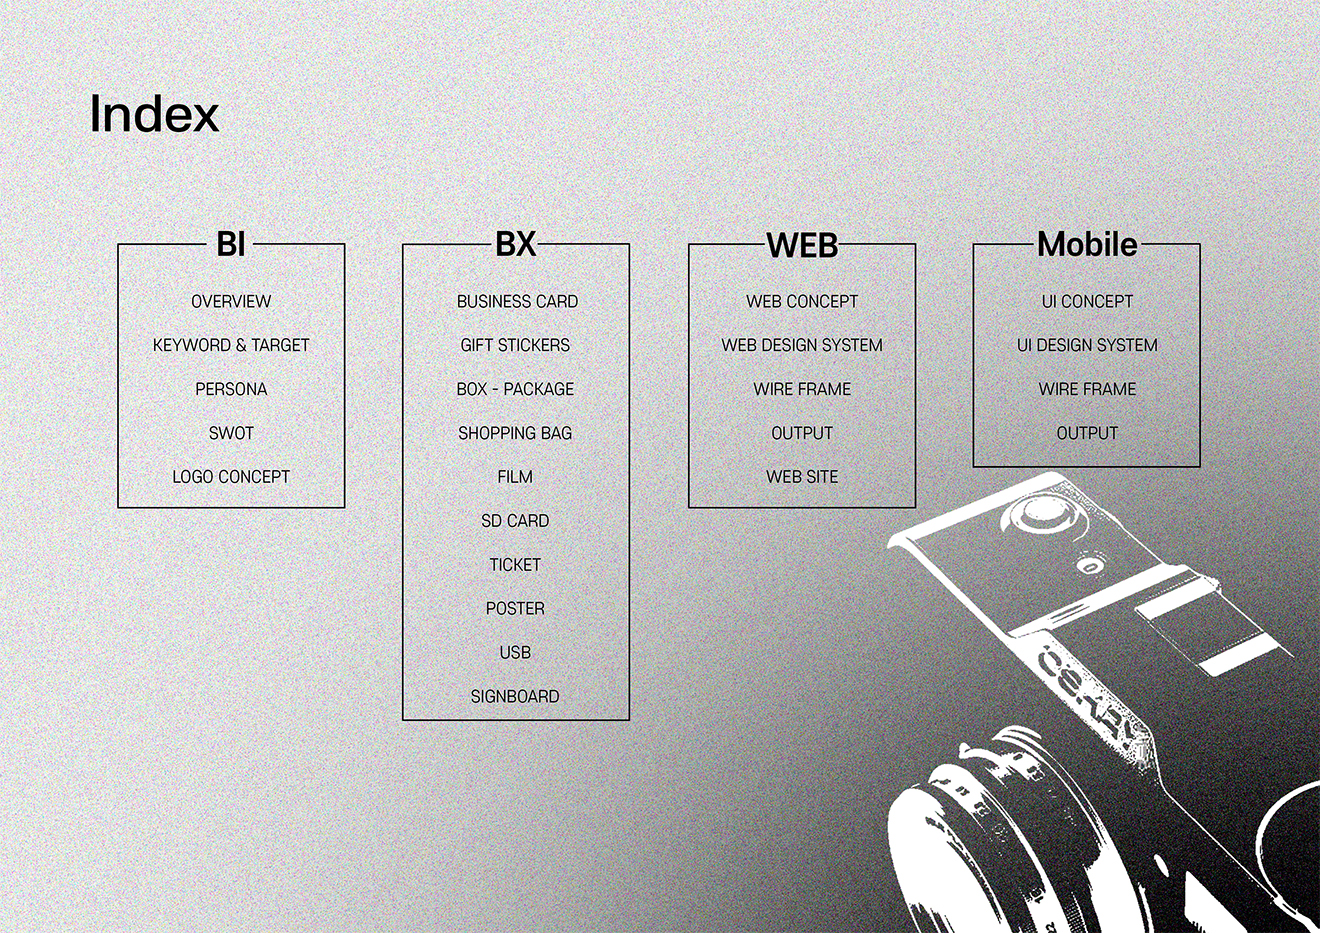 Index
BI
OVERVIEW
KEYWORD & TARGET
PERSONA
SWOT
LOGO CONCEPT
BX
BUSINESS CARD
GIFT STICKERS
BOX - PACKAGE
SHOPPING BAG
FILM
SD CARD
TICKET
POSTER
USB
SIGNBOARD
WEB
WEB CONCEPT
WEB DESIGN SYSTEM
WIRE FRAME
OUTPUT
WEB SITE
Mobile
UI CONCEPT
UI DESIGN SYSTEM
WIRE FRAME
OUTPUT